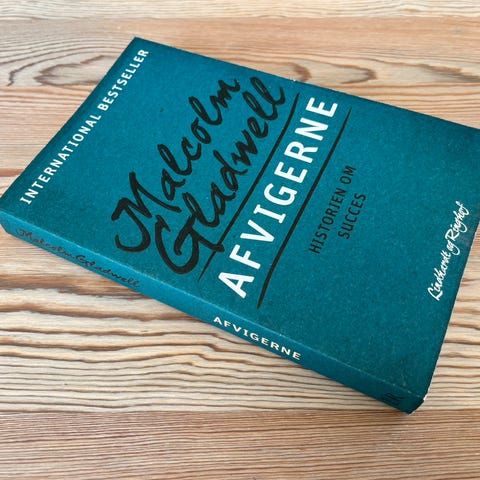 INTERNATIONAL BESTSELLER
Malcolm
Gladwell
AFVIGERNE
HISTORIEN OM
SUCCES
Lindhardt og Ringhof
Malcolm Gladwell
AFVIGERNE